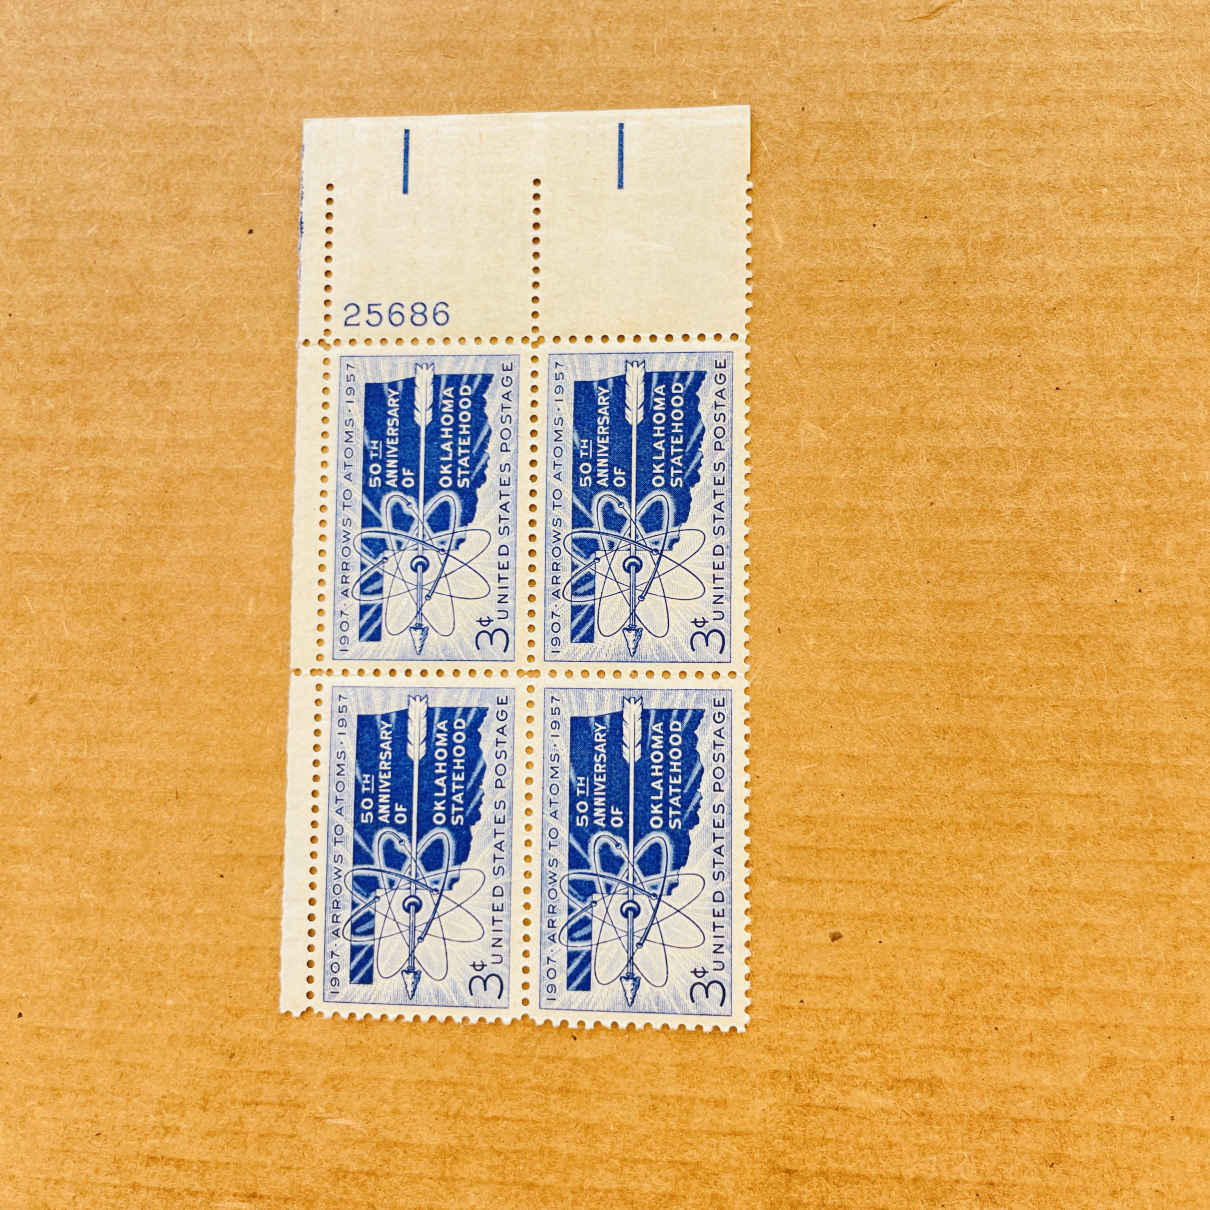 25686
1907 · ARROWS TO ATOMS · 1957
50TH
ANNIVERSARY
OF
OKLAHOMA
STATEHOOD
3¢ UNITED STATES POSTAGE
1907 · ARROWS TO ATOMS · 1957
50TH
ANNIVERSARY
OF
OKLAHOMA
STATEHOOD
3¢ UNITED STATES POSTAGE
1907 · ARROWS TO ATOMS · 1957
50TH
ANNIVERSARY
OF
OKLAHOMA
STATEHOOD
3¢ UNITED STATES POSTAGE
1907 · ARROWS TO ATOMS · 1957
50TH
ANNIVERSARY
OF
OKLAHOMA
STATEHOOD
3¢ UNITED STATES POSTAGE